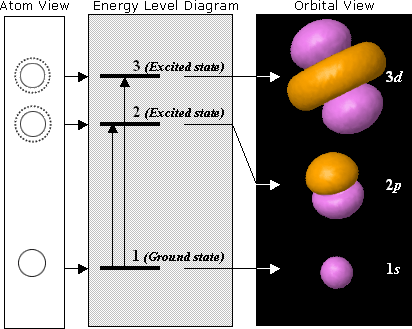 Atom View Energy Level Diagram Orbital View
3 (Excited state) 3d
2 (Excited state)
2p
1 (Ground state) 1s